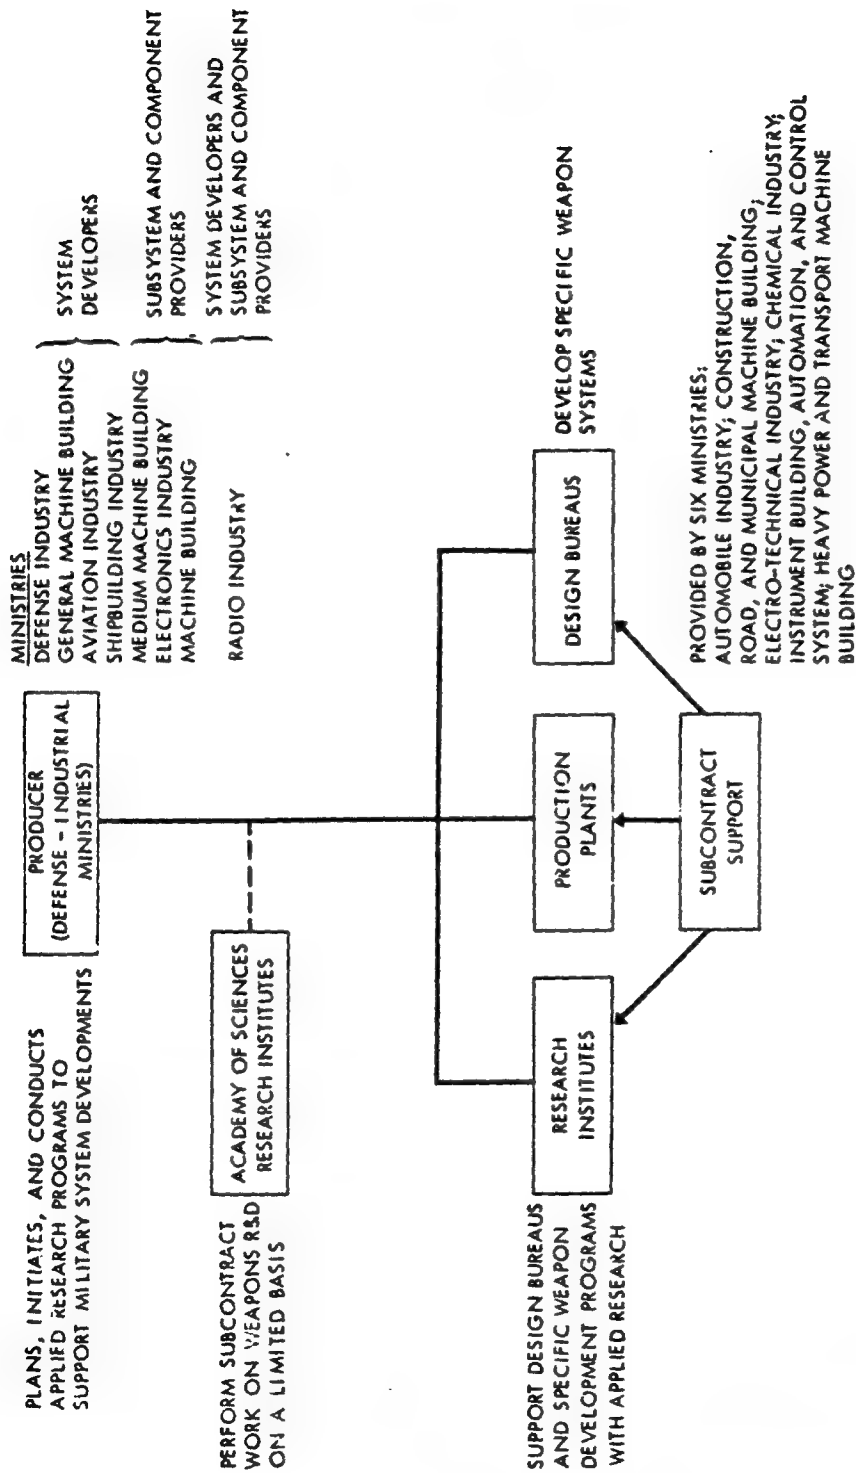 PLANS, INITIATES, AND CONDUCTS
APPLIED RESEARCH PROGRAMS TO
SUPPORT MILITARY SYSTEM DEVELOPMENTS
PRODUCER
(DEFENSE - INDUSTRIAL
MINISTRIES)
MINISTRIES
DEFENSE INDUSTRY
GENERAL MACHINE BUILDING
AVIATION INDUSTRY
SHIPBUILDING INDUSTRY
MEDIUM MACHINE BUILDING
ELECTRONICS INDUSTRY
MACHINE BUILDING
RADIO INDUSTRY
SYSTEM
DEVELOPERS
SUBSYSTEM AND COMPONENT
PROVIDERS
SYSTEM DEVELOPERS AND
SUBSYSTEM AND COMPONENT
PROVIDERS
PERFORM SUBCONTRACT
WORK ON WEAPONS R&D
ON A LIMITED BASIS
ACADEMY OF SCIENCES
RESEARCH INSTITUTES
SUPPORT DESIGN BUREAUS
AND SPECIFIC WEAPON
DEVELOPMENT PROGRAMS
WITH APPLIED RESEARCH
RESEARCH
INSTITUTES
PRODUCTION
PLANTS
DESIGN BUREAUS
DEVELOP SPECIFIC WEAPON
SYSTEMS
SUBCONTRACT
SUPPORT
PROVIDED BY SIX MINISTRIES:
AUTOMOBILE INDUSTRY; CONSTRUCTION,
ROAD, AND MUNICIPAL MACHINE BUILDING;
ELECTRO-TECHNICAL INDUSTRY; CHEMICAL INDUSTRY;
INSTRUMENT BUILDING, AUTOMATION, AND CONTROL
SYSTEM; HEAVY POWER AND TRANSPORT MACHINE
BUILDING